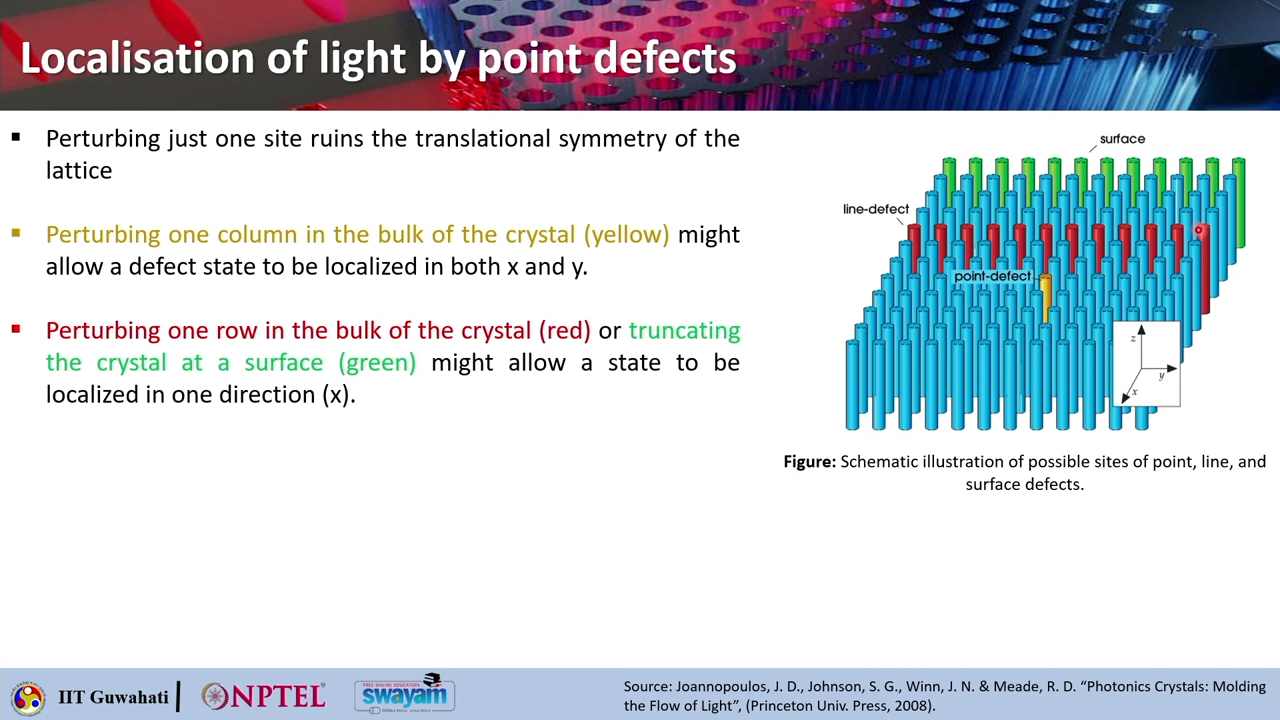 Localisation of light by point defects
▪ Perturbing just one site ruins the translational symmetry of the
lattice
▪ Perturbing one column in the bulk of the crystal (yellow) might
allow a defect state to be localized in both x and y.
▪ Perturbing one row in the bulk of the crystal (red) or truncating
the crystal at a surface (green) might allow a state to be
localized in one direction (x).
surface
line-defect
point-defect
z
y
x
Figure: Schematic illustration of possible sites of point, line, and
surface defects.
IIT Guwahati
NPTEL
FREE ONLINE EDUCATION
swayam
Source: Joannopoulos, J. D., Johnson, S. G., Winn, J. N. & Meade, R. D. “Photonics Crystals: Molding
the Flow of Light”, (Princeton Univ. Press, 2008).